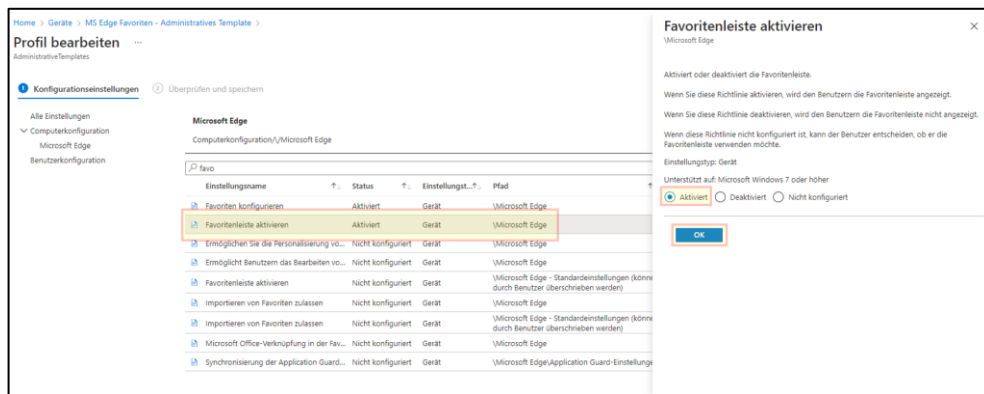 Home > Geräte > MS Edge Favoriten - Administratives Template >
Profil bearbeiten ...
AdministrativeTemplates
1 Konfigurationseinstellungen 2 Überprüfen und speichern
Alle Einstellungen
Computerkonfiguration
Microsoft Edge
Benutzerkonfiguration
Microsoft Edge
Computerkonfiguration/\/Microsoft Edge
favo
Einstellungsname Status Einstellungst... Pfad
Favoriten konfigurieren Aktiviert Gerät \Microsoft Edge
Favoritenleiste aktivieren Aktiviert Gerät \Microsoft Edge
Ermöglichen Sie die Personalisierung vo... Nicht konfiguriert Gerät \Microsoft Edge
Ermöglicht Benutzern das Bearbeiten vo... Nicht konfiguriert Gerät \Microsoft Edge
Favoritenleiste aktivieren Nicht konfiguriert Gerät \Microsoft Edge - Standardeinstellungen (könne
durch Benutzer überschrieben werden)
Importieren von Favoriten zulassen Nicht konfiguriert Gerät \Microsoft Edge
Importieren von Favoriten zulassen Nicht konfiguriert Gerät \Microsoft Edge - Standardeinstellungen (könne
durch Benutzer überschrieben werden)
Microsoft Office-Verknüpfung in der Fav... Nicht konfiguriert Gerät \Microsoft Edge
Synchronisierung der Application Guard... Nicht konfiguriert Gerät \Microsoft Edge\Application Guard-Einstellunge
Favoritenleiste aktivieren
\Microsoft Edge
Aktiviert oder deaktiviert die Favoritenleiste.
Wenn Sie diese Richtlinie aktivieren, wird den Benutzern die Favoritenleiste angezeigt.
Wenn Sie diese Richtlinie deaktivieren, wird den Benutzern die Favoritenleiste nicht angezeigt.
Wenn diese Richtlinie nicht konfiguriert ist, kann der Benutzer entscheiden, ob er die
Favoritenleiste verwenden möchte.
Einstellungstyp: Gerät
Unterstützt auf: Microsoft Windows 7 oder höher
Aktiviert Deaktiviert Nicht konfiguriert
OK